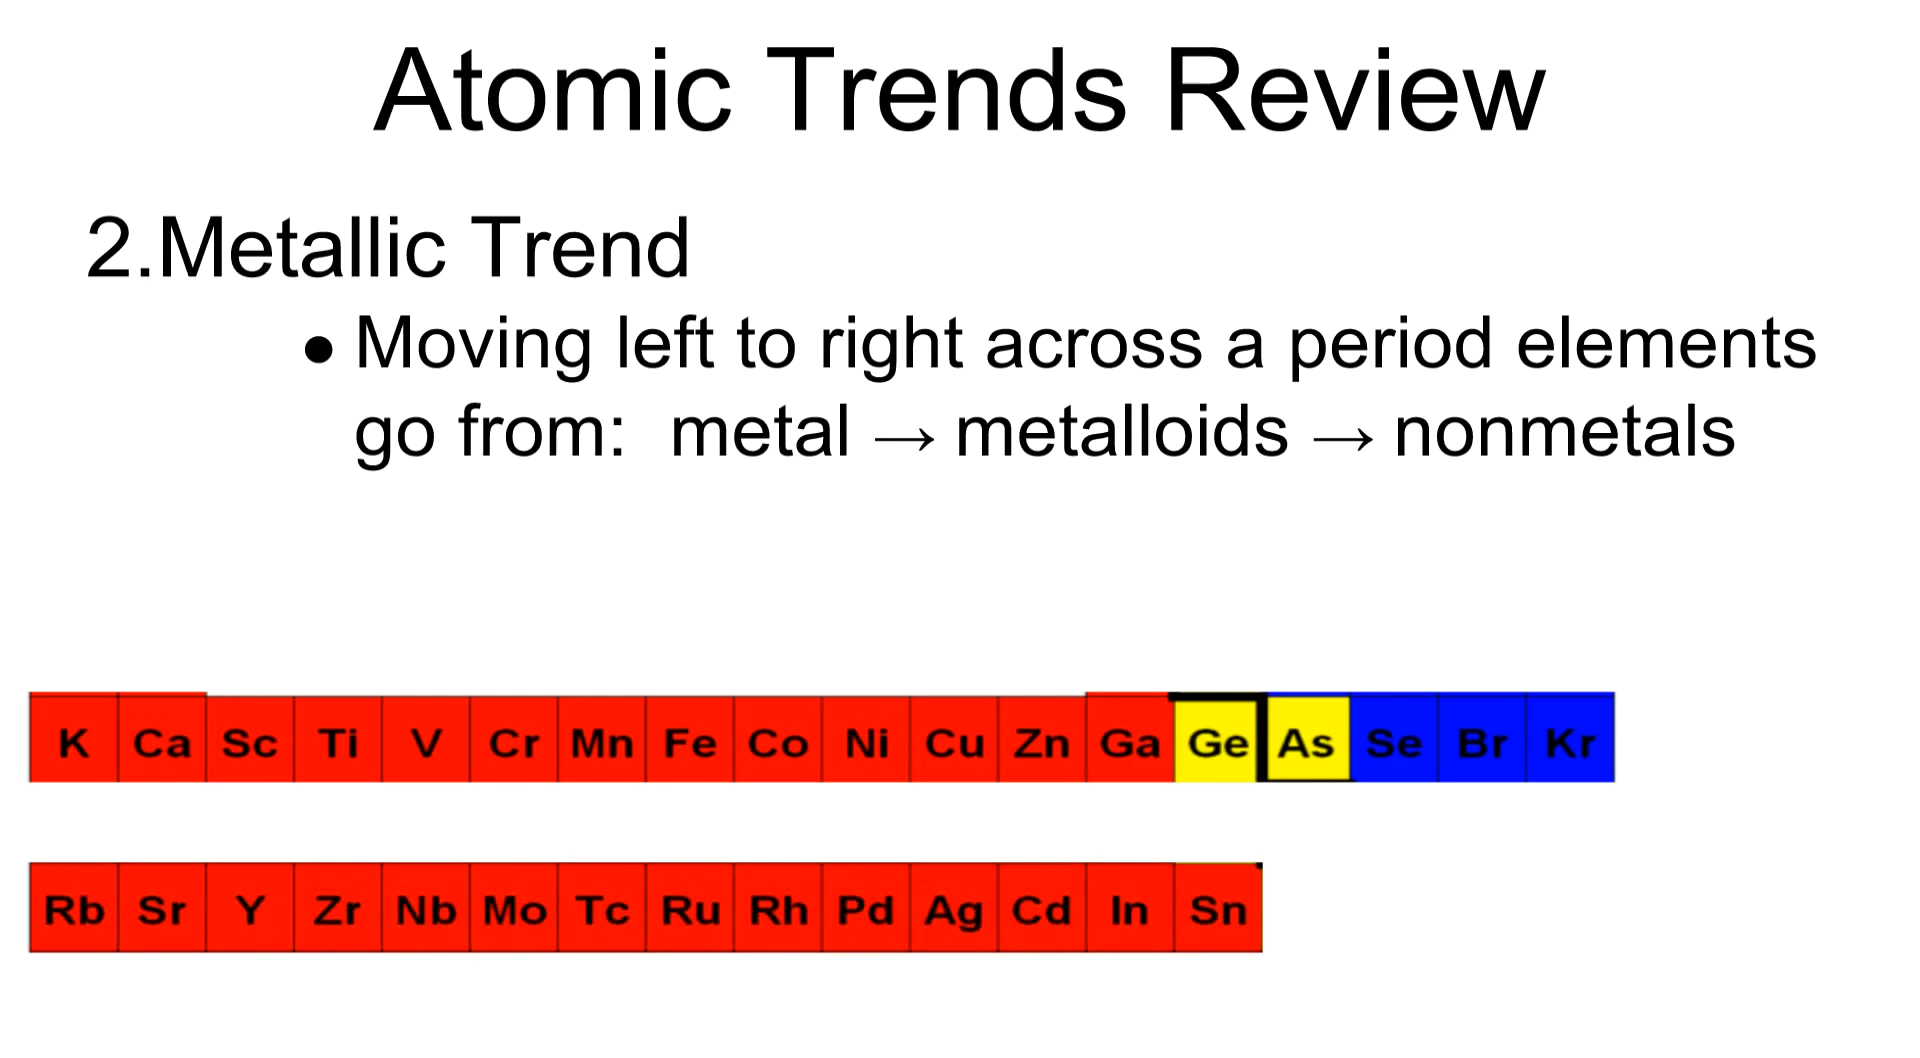 Atomic Trends Review
2.Metallic Trend
● Moving left to right across a period elements
go from: metal → metalloids → nonmetals
K Ca Sc Ti V Cr Mn Fe Co Ni Cu Zn Ga Ge As Se Br Kr
Rb Sr Y Zr Nb Mo Tc Ru Rh Pd Ag Cd In Sn